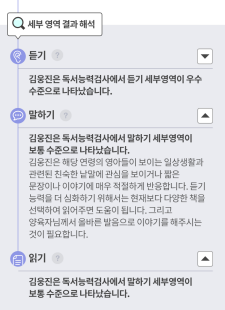 세부 영역 결과 해석
듣기 ?
김웅진은 독서능력검사에서 듣기 세부영역이 우수
수준으로 나타났습니다.
말하기 ?
김웅진은 독서능력검사에서 말하기 세부영역이
보통 수준으로 나타났습니다.
김웅진은 해당 연령의 영아들이 보이는 일상생활과
관련된 친숙한 낱말에 관심을 보이거나 짧은
문장이나 이야기에 매우 적절하게 반응합니다. 듣기
능력을 더 심화하기 위해서는 현재보다 다양한 책을
선택하여 읽어주면 도움이 됩니다. 그리고
양육자님께서 올바른 발음으로 이야기를 해주시는
것이 필요합니다.
읽기 ?
김웅진은 독서능력검사에서 말하기 세부영역이
보통 수준으로 나타났습니다.